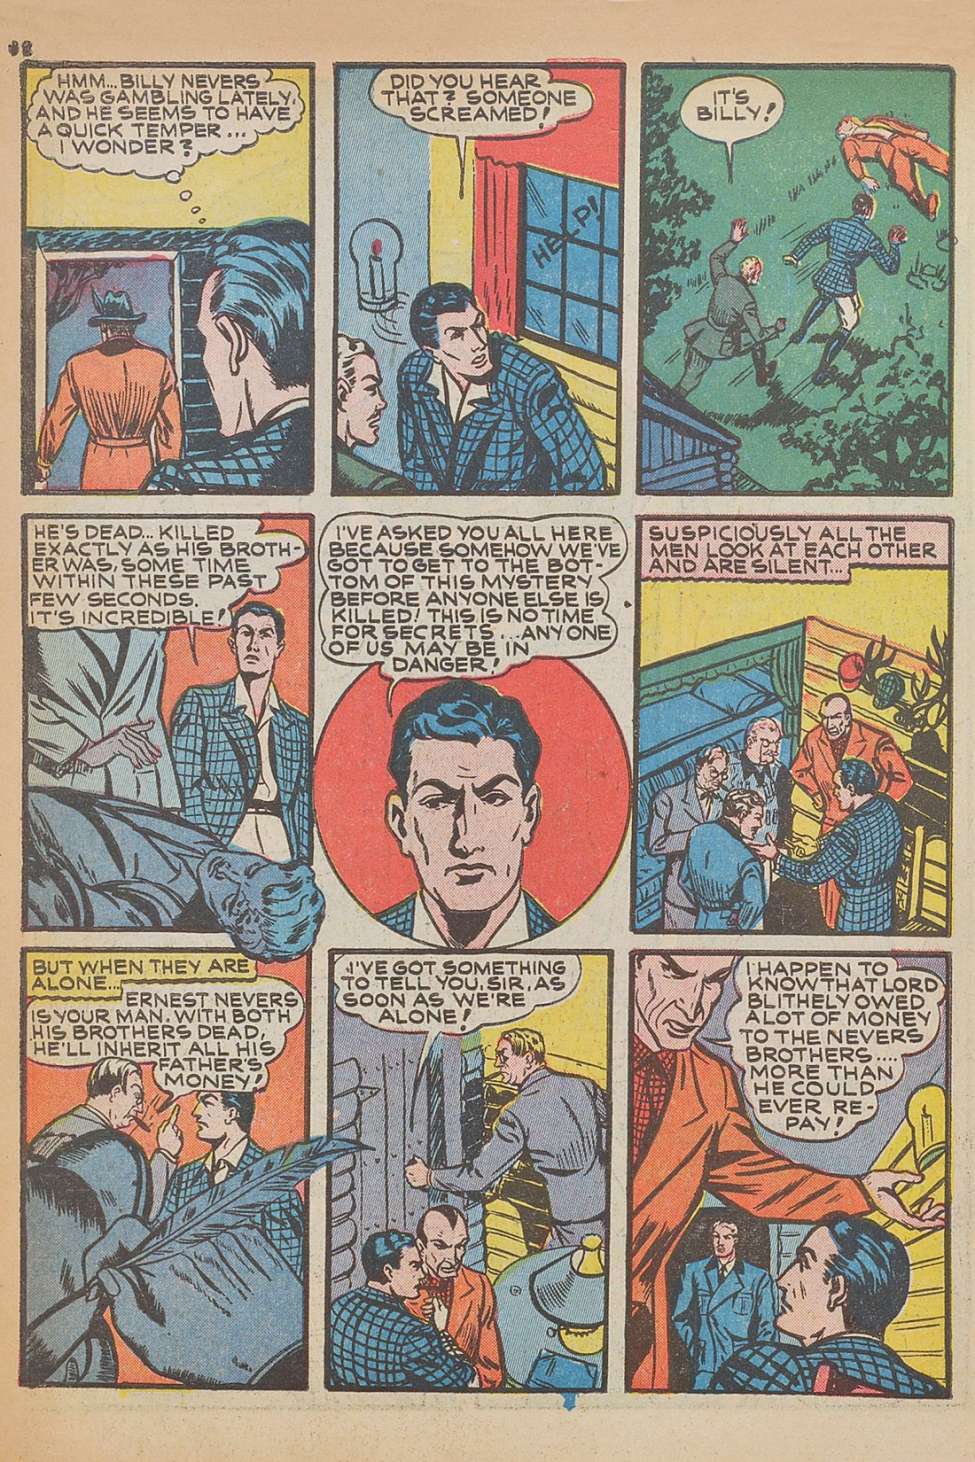 HMM... BILLY NEVERS
WAS GAMBLING LATELY,
AND HE SEEMS TO HAVE
A QUICK TEMPER...
I WONDER?
DID YOU HEAR
THAT? SOMEONE
SCREAMED!
HELP!
IT'S
BILLY!
HE'S DEAD... KILLED
EXACTLY AS HIS BROTH-
ER WAS, SOME TIME
WITHIN THESE PAST
FEW SECONDS.
IT'S INCREDIBLE!
I'VE ASKED YOU ALL HERE
BECAUSE SOMEHOW WE'VE
GOT TO GET TO THE BOT-
TOM OF THIS MYSTERY
BEFORE ANYONE ELSE IS
KILLED! THIS IS NO TIME
FOR SECRETS... ANY ONE
OF US MAY BE IN
DANGER!
SUSPICIOUSLY ALL THE
MEN LOOK AT EACH OTHER
AND ARE SILENT...
BUT WHEN THEY ARE
ALONE...
ERNEST NEVERS
IS YOUR MAN. WITH BOTH
HIS BROTHERS DEAD,
HE'LL INHERIT ALL HIS
FATHER'S
MONEY!
I'VE GOT SOMETHING
TO TELL YOU, SIR, AS
SOON AS WE'RE
ALONE!
I HAPPEN TO
KNOW THAT LORD
BLITHELY OWED
A LOT OF MONEY
TO THE NEVERS
BROTHERS....
MORE THAN
HE COULD
EVER RE-
PAY!